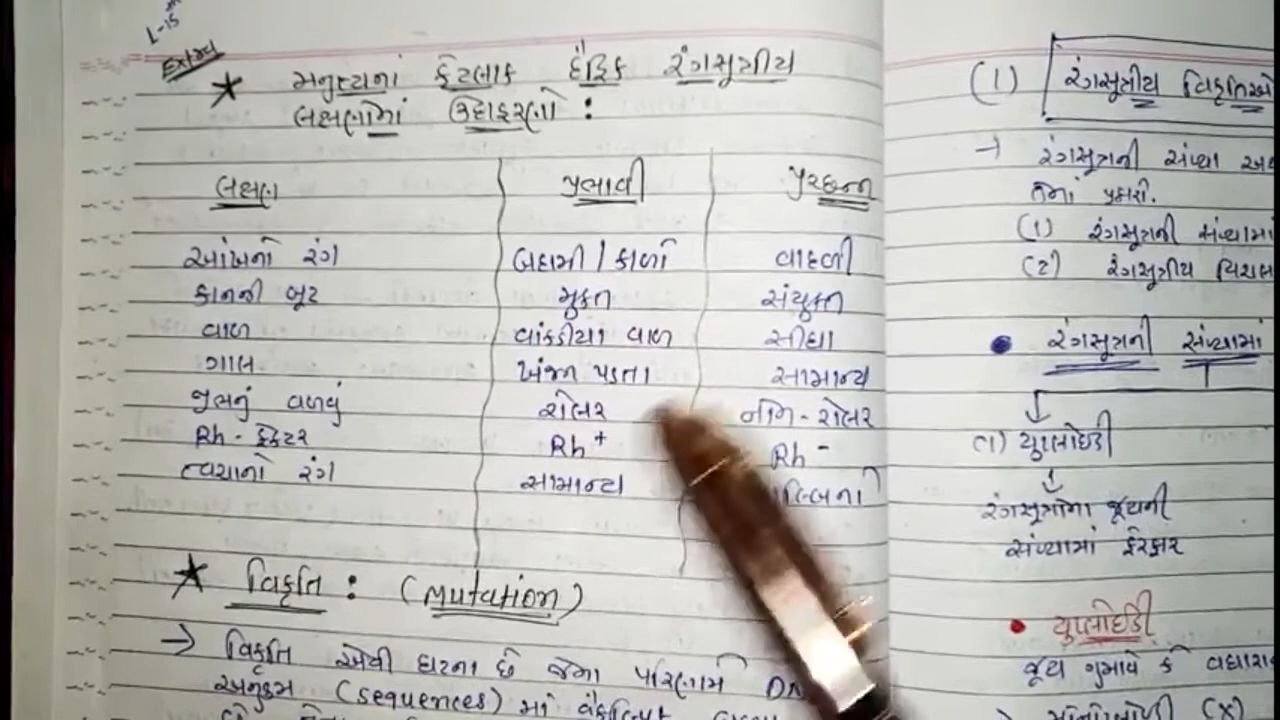 L-15
Extra
★ મનુષ્યનાં કેટલાક દૈહિક રંગસૂત્રીય
લક્ષણોમાં ઉદાહરણો :
લક્ષણ પ્રભાવી પ્રચ્છન્ન
આંખનો રંગ બદામી / કાળો વાદળી
કાનની બૂટ મુક્ત સંયુક્ત
વાળ વાંકડીયા વાળ સીધા
ગાલ ખંજન પડતા સામાન્ય
જીભનું વળવું રોલર નોન - રોલર
Rh - ફેક્ટર Rh + Rh -
ત્વચાનો રંગ સામાન્ય
★ વિકૃતિ : (Mutation)
→ વિકૃતિ એવી ઘટના છે જેમા પરિણામે
અનુક્રમ (sequences) માં
(1) રંગસૂત્રીય વિકૃતિઓ
→ રંગસૂત્રની સંખ્યા
તેનાં પ્રકારો.
(1) રંગસૂત્રની સંખ્યામાં
(2) રંગસૂત્રીય
• રંગસૂત્રની સંખ્યામાં
(1) યુપ્લોઇડી
↓
રંગસૂત્રોના જૂથની
સંખ્યામાં ફેરફાર
• યુપ્લોઇડી
જૂથ ગુમાવે કે
(x)